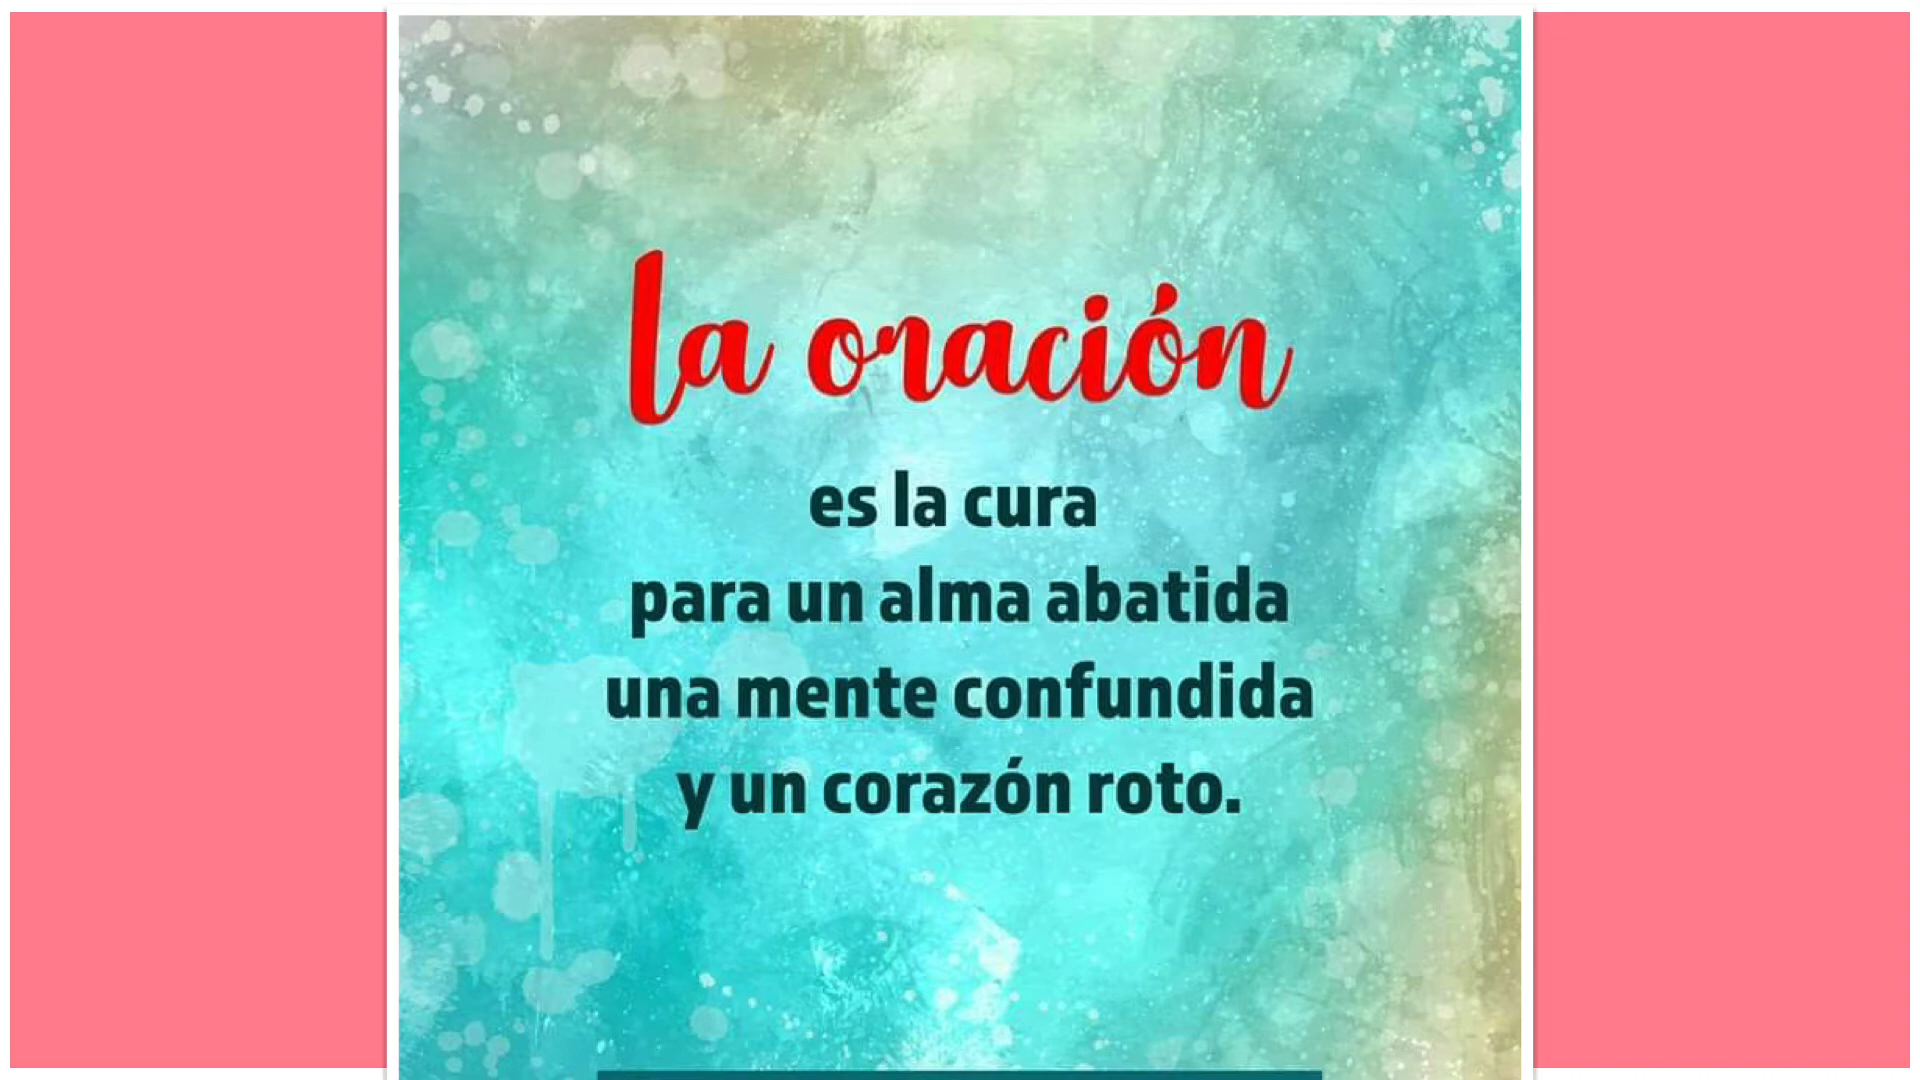 la oración
es la cura
para un alma abatida
una mente confundida
y un corazón roto.